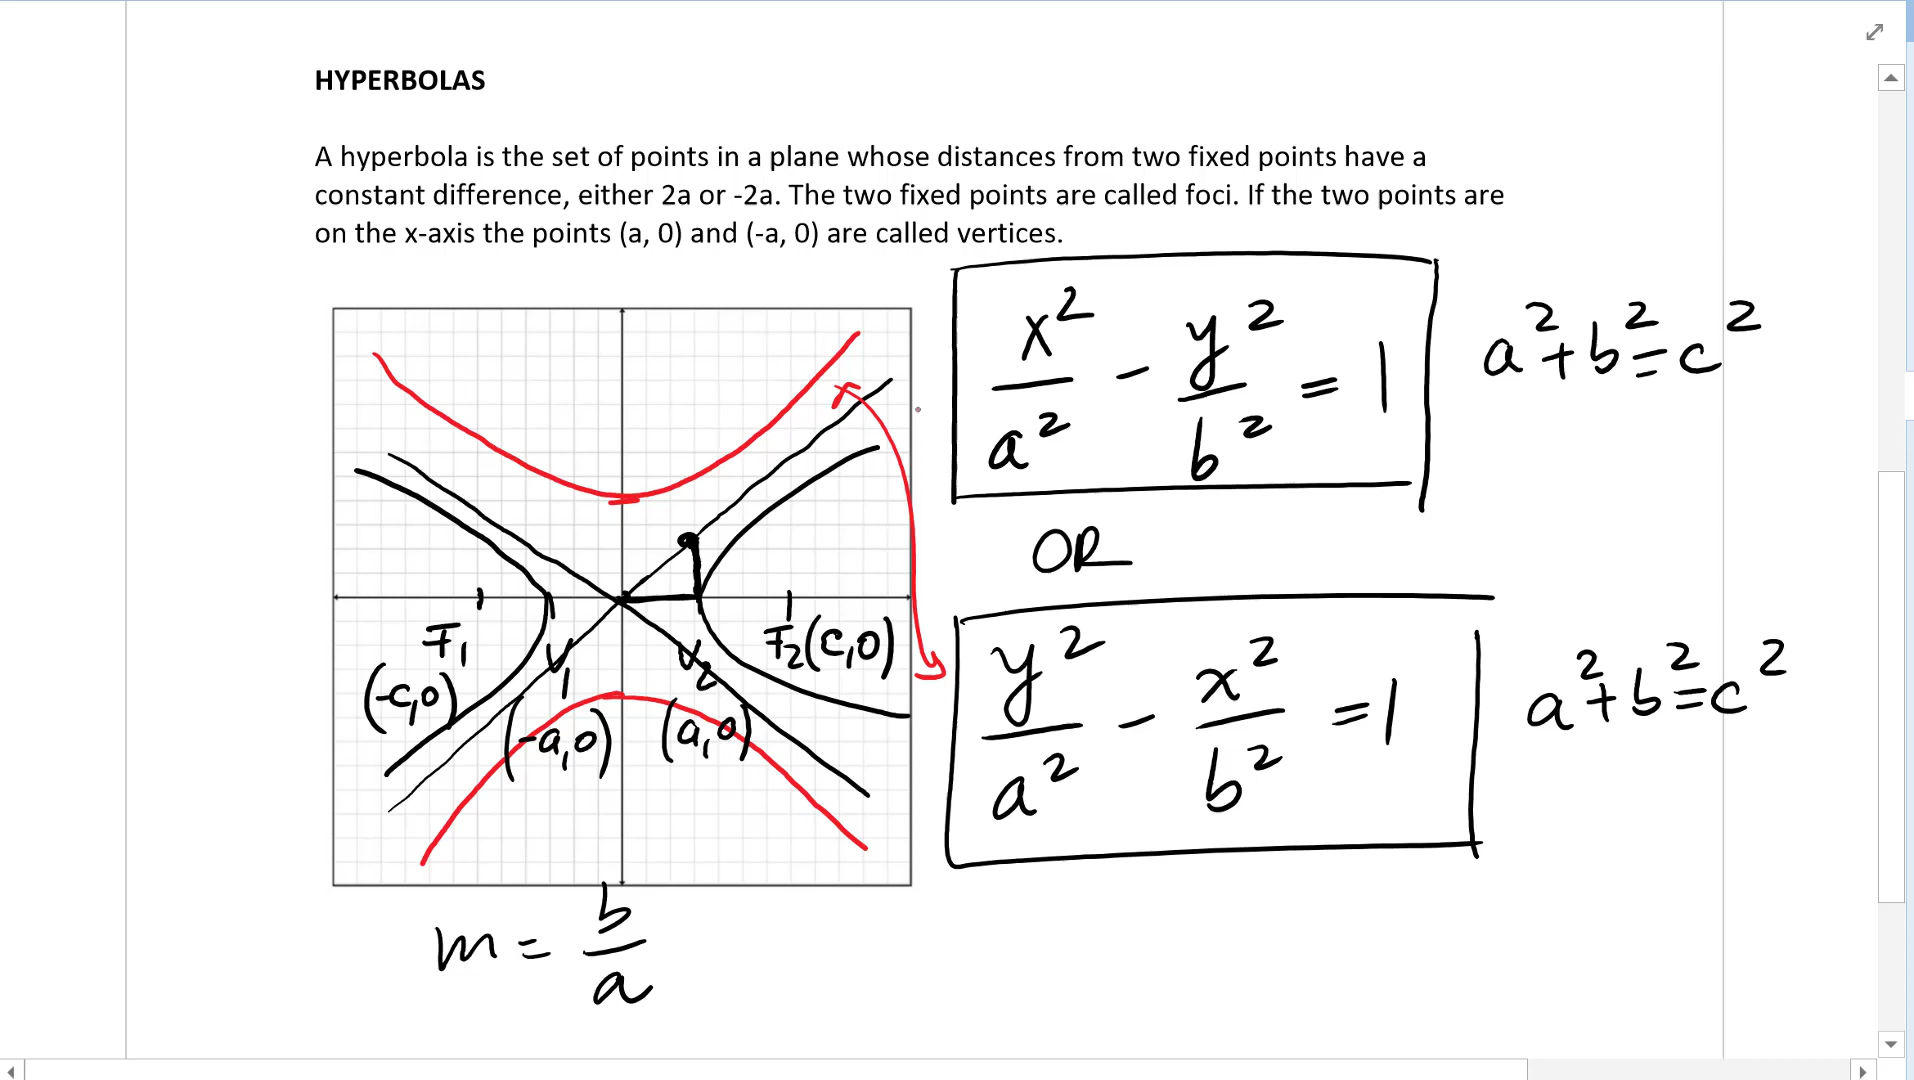 HYPERBOLAS
A hyperbola is the set of points in a plane whose distances from two fixed points have a
constant difference, either 2a or -2a. The two fixed points are called foci. If the two points are
on the x-axis the points (a, 0) and (-a, 0) are called vertices.
x²/a² - y²/b² = 1
a²+b²=c²
OR
y²/a² - x²/b² = 1
a²+b²=c²
F₁
(-c,0)
V₁
(-a,0)
V₂
(a,0)
F₂(c,0)
m = b/a